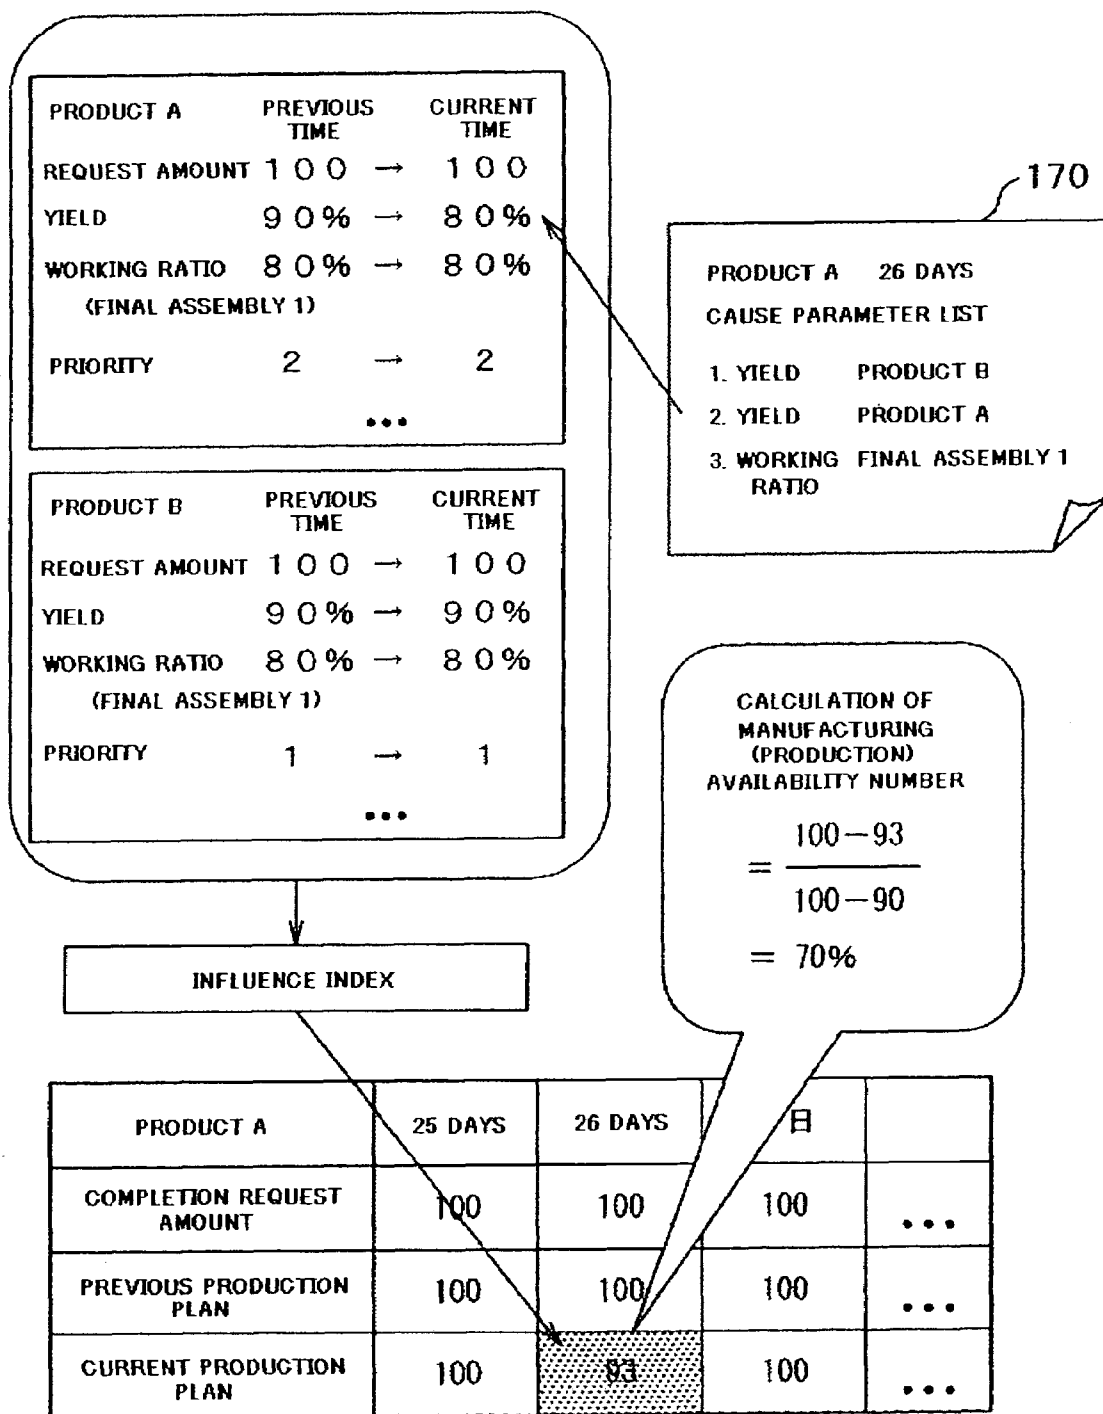 PRODUCT A PREVIOUS TIME CURRENT TIME
REQUEST AMOUNT 100 → 100
YIELD 90% → 80%
WORKING RATIO 80% → 80%
(FINAL ASSEMBLY 1)
PRIORITY 2 → 2
•••
PRODUCT B PREVIOUS TIME CURRENT TIME
REQUEST AMOUNT 100 → 100
YIELD 90% → 90%
WORKING RATIO 80% → 80%
(FINAL ASSEMBLY 1)
PRIORITY 1 → 1
•••
170
PRODUCT A 26 DAYS
CAUSE PARAMETER LIST
1. YIELD PRODUCT B
2. YIELD PRODUCT A
3. WORKING FINAL ASSEMBLY 1
RATIO
CALCULATION OF
MANUFACTURING
(PRODUCTION)
AVAILABILITY NUMBER
= 100-93
100-90
= 70%
INFLUENCE INDEX
PRODUCT A 25 DAYS 26 DAYS 日
COMPLETION REQUEST AMOUNT 100 100 100 •••
PREVIOUS PRODUCTION PLAN 100 100 100 •••
CURRENT PRODUCTION PLAN 100 93 100 •••